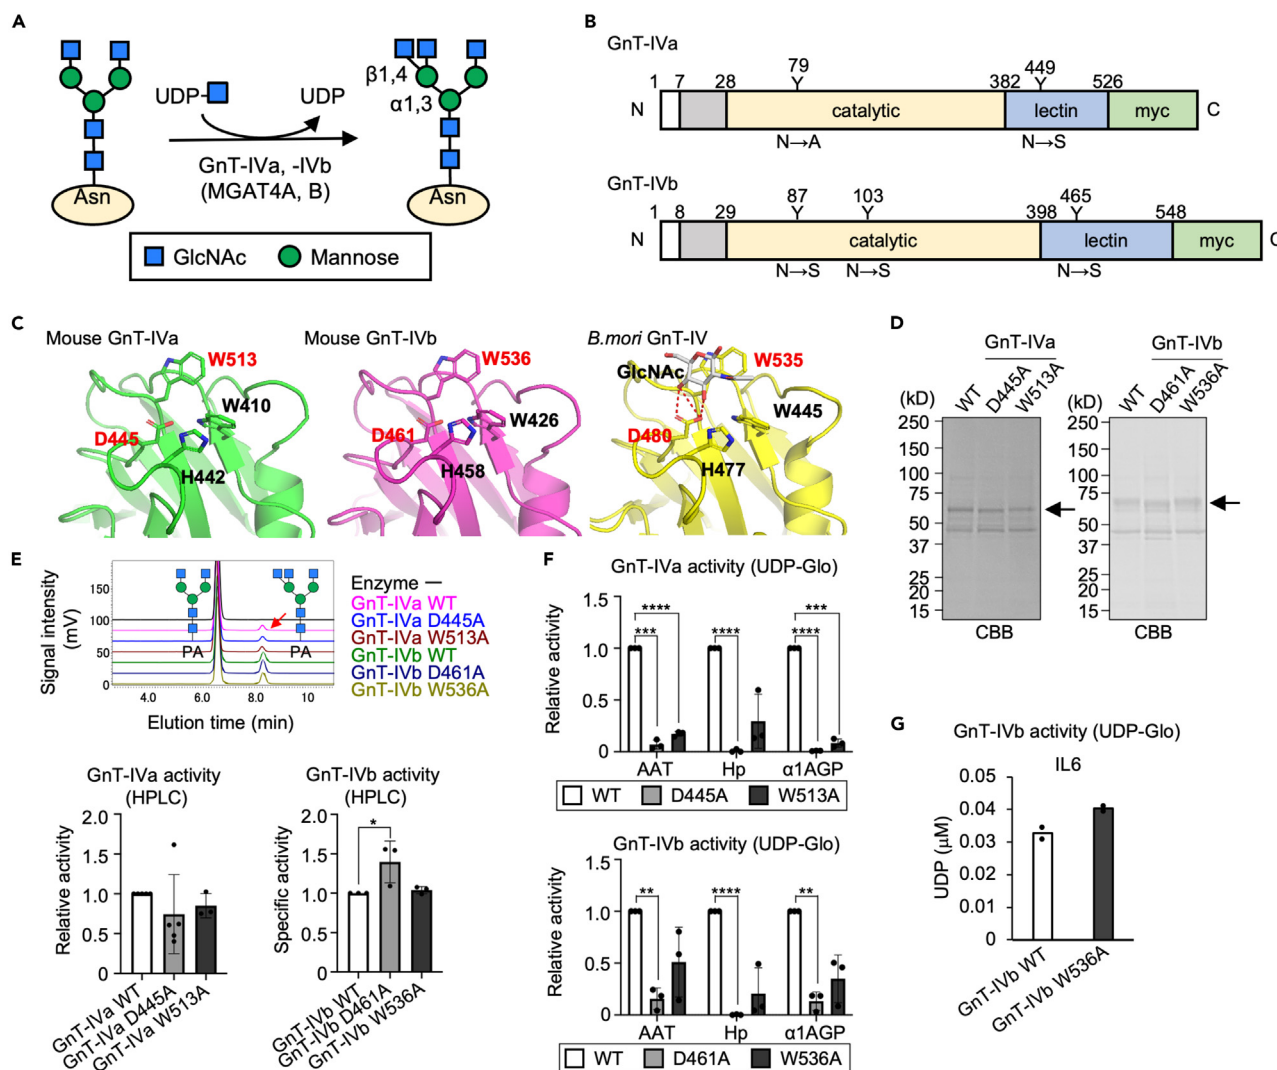 A
UDP
UDP
β1,4
α1,3
GnT-IVa, -IVb
(MGAT4A, B)
Asn
Asn
GlcNAc
Mannose
B
GnT-IVa
1
7
28
79
382
449
526
N
catalytic
lectin
myc
C
N→A
N→S
GnT-IVb
1
8
29
87
103
398
465
548
N
catalytic
lectin
myc
C
N→S
N→S
N→S
C
Mouse GnT-IVa
W513
W410
D445
H442
Mouse GnT-IVb
W536
W426
D461
H458
B.mori GnT-IV
GlcNAc
W535
W445
D480
H477
D
GnT-IVa
GnT-IVb
(kD)
WT
D445A
W513A
(kD)
WT
D461A
W536A
250
150
100
75
50
37
25
20
15
CBB
250
150
100
75
50
37
25
20
15
CBB
E
Signal intensity
(mV)
150
100
50
0
4.0
6.0
8.0
10
Elution time (min)
PA
PA
Enzyme —
GnT-IVa WT
GnT-IVa D445A
GnT-IVa W513A
GnT-IVb WT
GnT-IVb D461A
GnT-IVb W536A
GnT-IVa activity
(HPLC)
Relative activity
2.0
1.5
1.0
0.5
0
GnT-IVa WT
GnT-IVa D445A
GnT-IVa W513A
GnT-IVb activity
(HPLC)
Specific activity
2.0
1.5
1.0
0.5
0
*
GnT-IVb WT
GnT-IVb D461A
GnT-IVb W536A
F
GnT-IVa activity (UDP-Glo)
Relative activity
1.5
1.0
0.5
0
****
***
****
***
****
AAT
Hp
α1AGP
WT
D445A
W513A
GnT-IVb activity (UDP-Glo)
Relative activity
1.5
1.0
0.5
0
**
****
**
AAT
Hp
α1AGP
WT
D461A
W536A
G
GnT-IVb activity (UDP-Glo)
IL6
UDP (μM)
0.05
0.04
0.03
0.02
0.01
0
GnT-IVb WT
GnT-IVb W536A